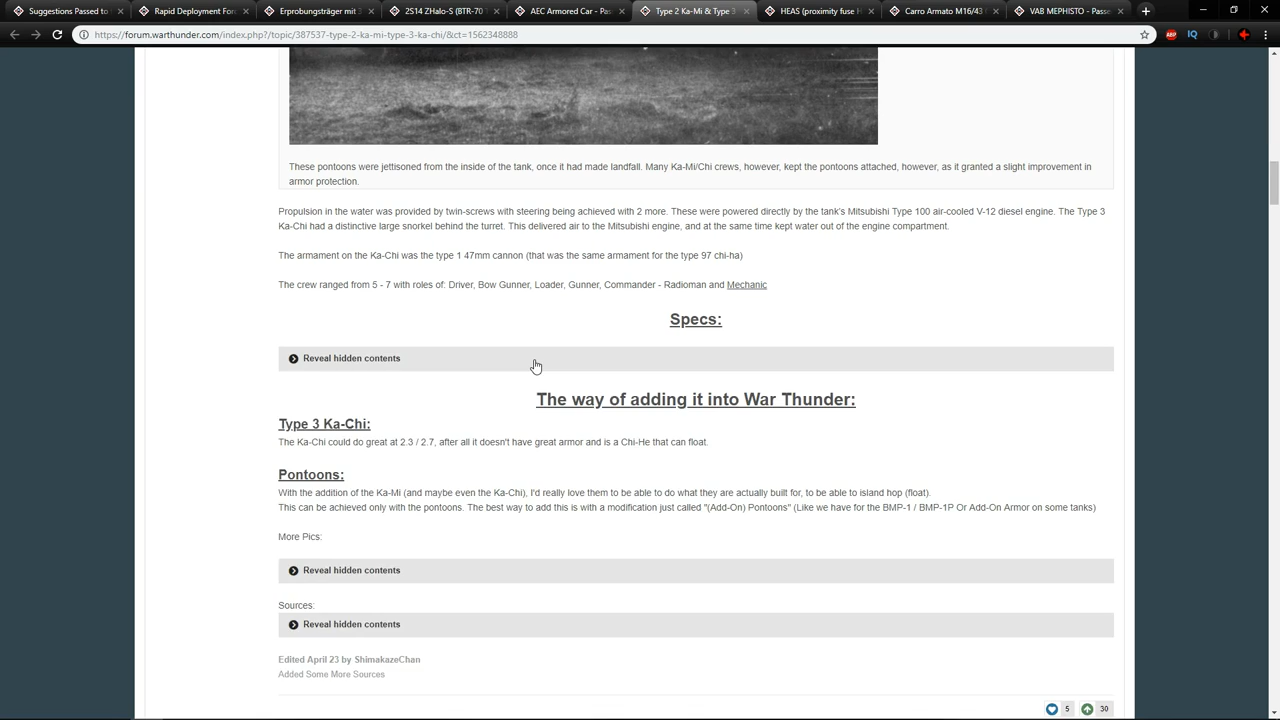 Suggestions Passed to
Rapid Deployment For
Erprobungsträger mit 3
2S14 ZHalo-S (BTR-70
AEC Armored Car - Pas
Type 2 Ka-Mi & Type 3
HEAS (proximity fuse H
Carro Armato M16/43
VAB MEPHISTO - Passe
https://forum.warthunder.com/index.php?/topic/387537-type-2-ka-mi-type-3-ka-chi/&ct=1562348888
ABP
IQ
These pontoons were jettisoned from the inside of the tank, once it had made landfall. Many Ka-Mi/Chi crews, however, kept the pontoons attached, however, as it granted a slight improvement in
armor protection.
Propulsion in the water was provided by twin-screws with steering being achieved with 2 more. These were powered directly by the tank's Mitsubishi Type 100 air-cooled V-12 diesel engine. The Type 3
Ka-Chi had a distinctive large snorkel behind the turret. This delivered air to the Mitsubishi engine, and at the same time kept water out of the engine compartment.
The armament on the Ka-Chi was the type 1 47mm cannon (that was the same armament for the type 97 chi-ha)
The crew ranged from 5 - 7 with roles of: Driver, Bow Gunner, Loader, Gunner, Commander - Radioman and Mechanic
Specs:
Reveal hidden contents
The way of adding it into War Thunder:
Type 3 Ka-Chi:
The Ka-Chi could do great at 2.3 / 2.7, after all it doesn't have great armor and is a Chi-He that can float.
Pontoons:
With the addition of the Ka-Mi (and maybe even the Ka-Chi), I'd really love them to be able to do what they are actually built for, to be able to island hop (float).
This can be achieved only with the pontoons. The best way to add this is with a modification just called "(Add-On) Pontoons" (Like we have for the BMP-1 / BMP-1P Or Add-On Armor on some tanks)
More Pics:
Reveal hidden contents
Sources:
Reveal hidden contents
Edited April 23 by ShimakazeChan
Added Some More Sources
5
30